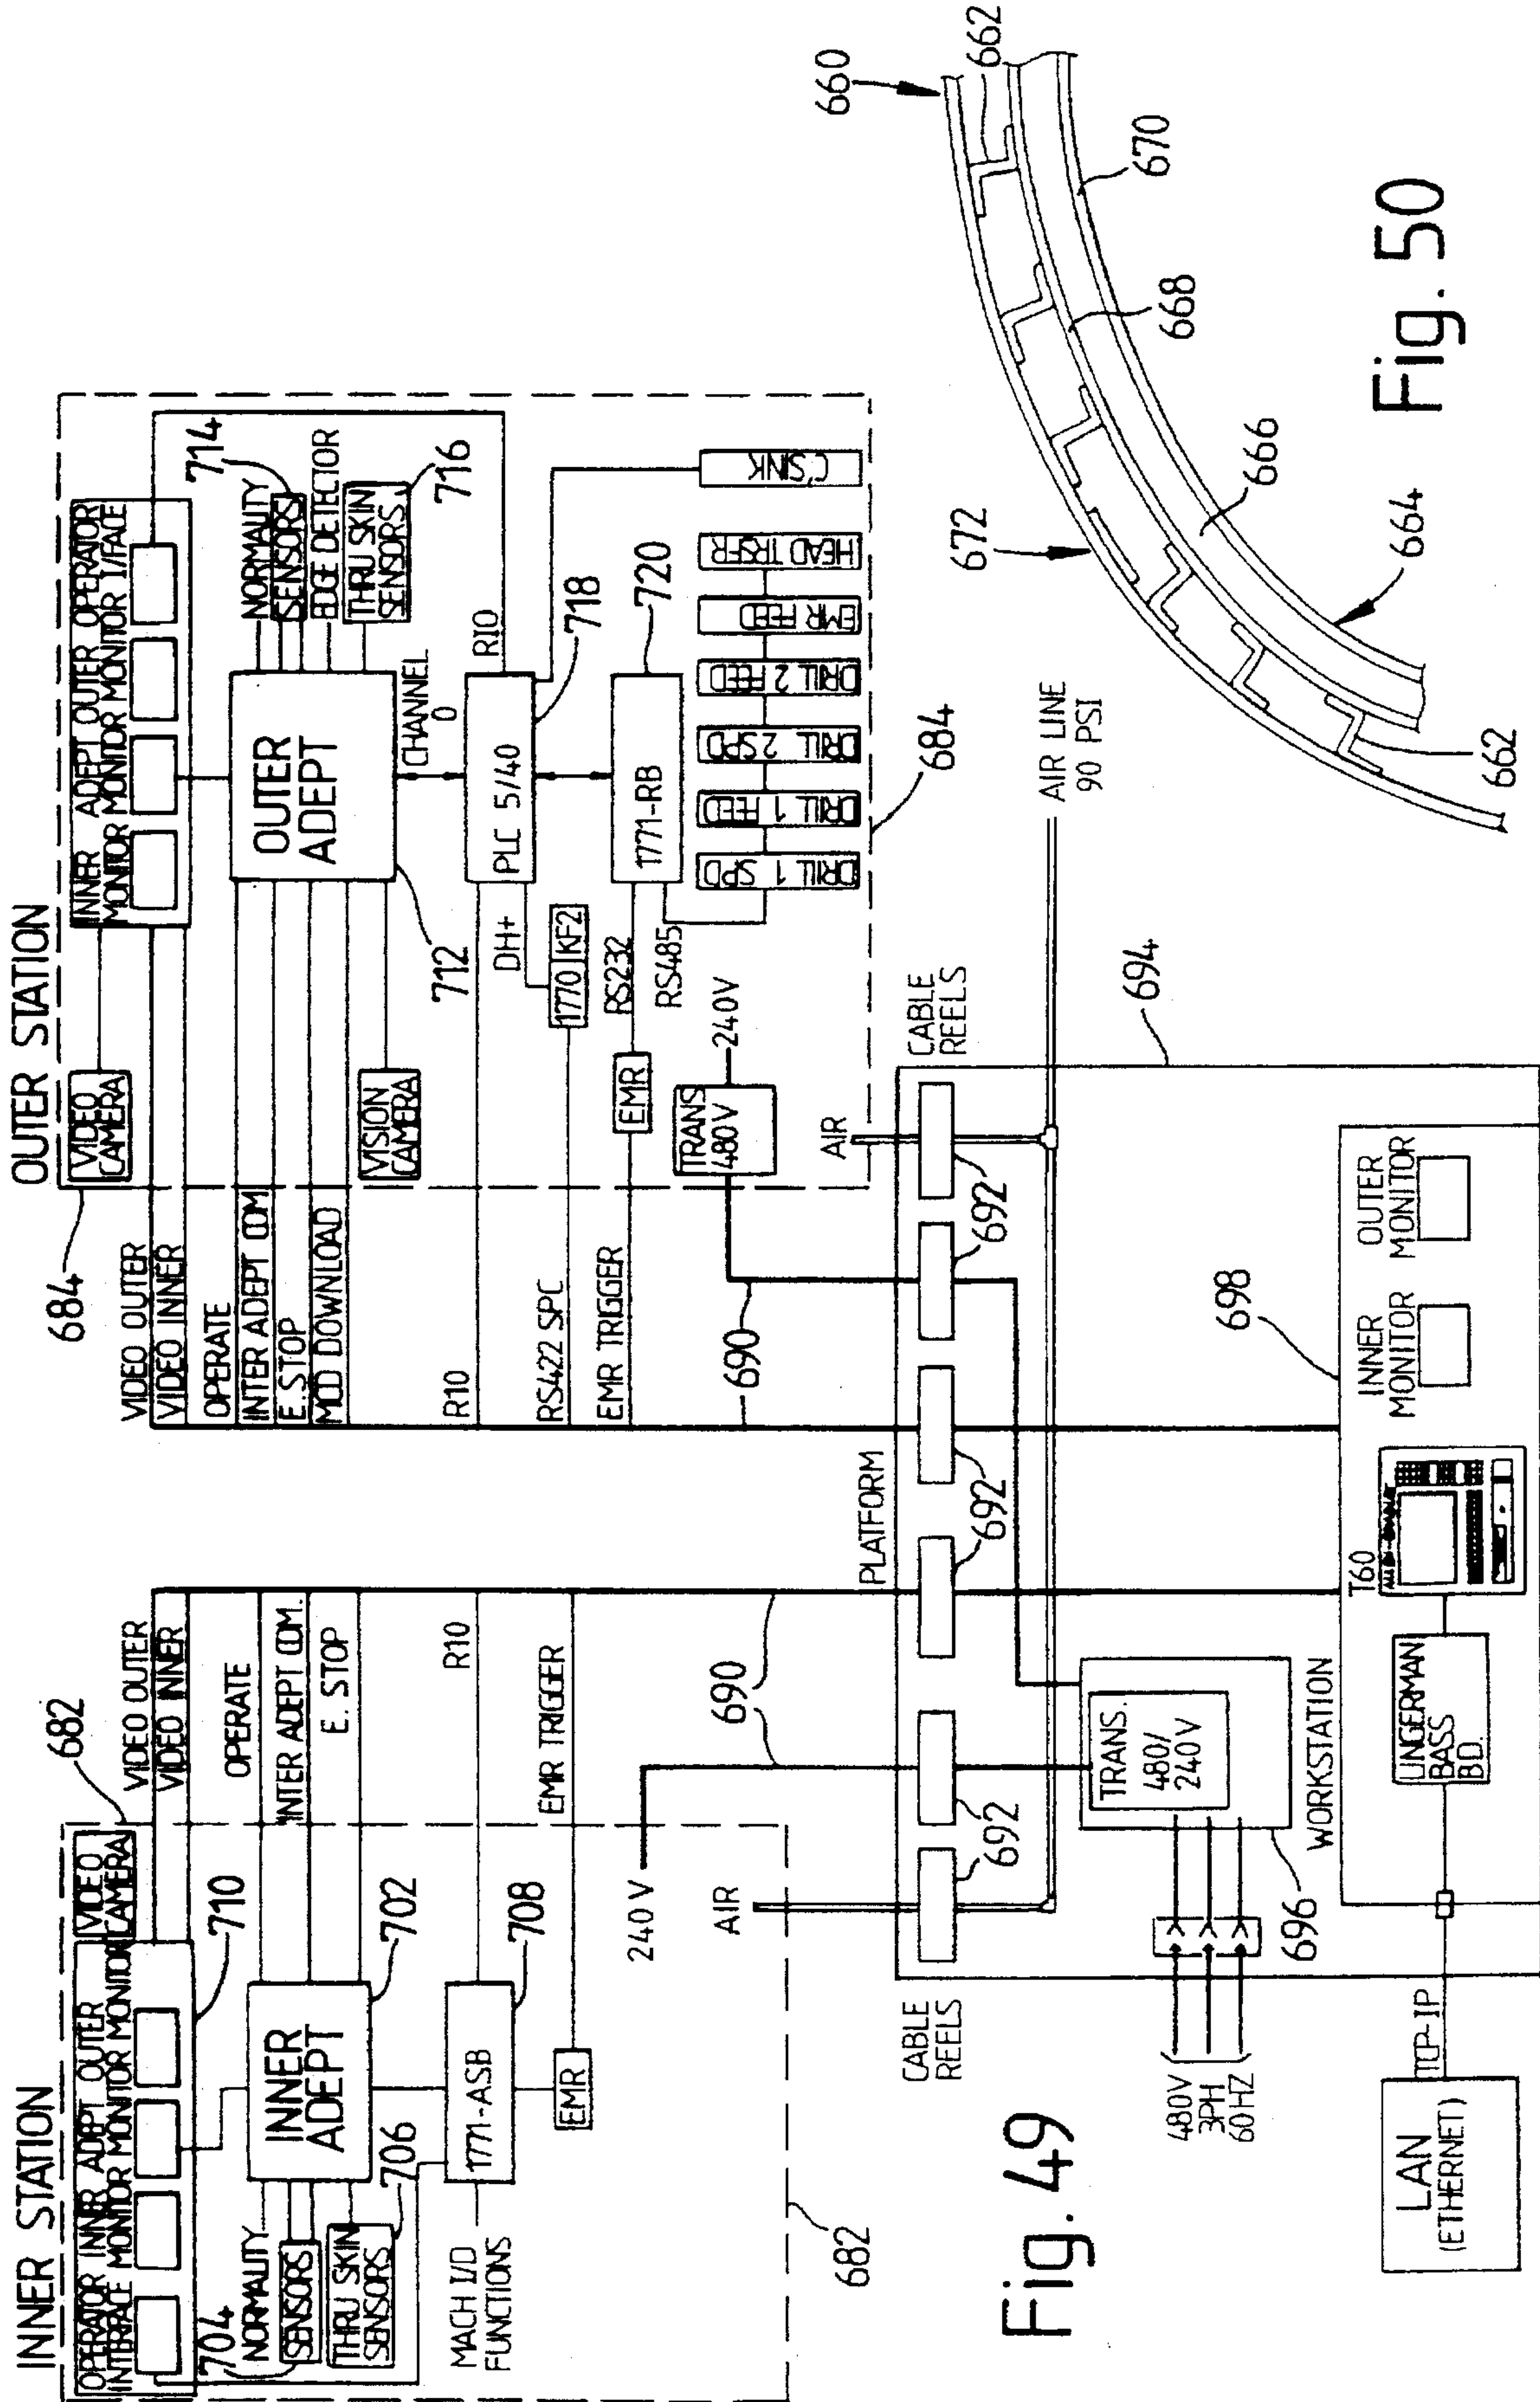 INNER STATION
OPERATOR INNER ADEPT OUTER
INTERFACE MONITOR MONITOR MONITOR
VIDEO
CAMERA
682
710
VIDEO OUTER
VIDEO INNER
OPERATE
INTER ADEPT COM.
E. STOP
R10
EMR TRIGGER
INNER
ADEPT
702
704
NORMALITY
SENSORS
THRU SKIN
SENSORS
706
1771-ASB
708
MACH I/D
FUNCTIONS
EMR
240 V
AIR
682
690
OUTER STATION
684
VIDEO
CAMERA
INNER ADEPT OUTER OPERATOR
MONITOR MONITOR MONITOR I/FACE
VIDEO OUTER
VIDEO INNER
OPERATE
INTER ADEPT COM
E.STOP
MCD DOWNLOAD
VISION
CAMERA
OUTER
ADEPT
712
714
NORMALITY
SENSORS
EDGE DETECTOR
THRU SKIN
SENSORS
716
CHANNEL
0
RIO
R10
PLC 5/40
718
DH+
1770 KF2
RS422 SPC
RS232
RS485
1771-RB
720
EMR
EMR TRIGGER
DRILL 1 SPD
DRILL 1 FEED
DRILL 2 SPD
DRILL 2 FEED
EMR FEED
HEAD TRSFR
C'SINK
TRANS
480 V
240V
AIR
684
690
CABLE
REELS
PLATFORM
CABLE
REELS
692
692
692
692
692
694
AIR LINE
90 PSI
TRANS.
480/
240V
696
480V
3PH
60HZ
WORKSTATION
698
LINGERMAN
BASS
BD.
T60
INNER
MONITOR
OUTER
MONITOR
TCP-IP
LAN
(ETHERNET)
Fig. 49
660
662
670
668
672
666
664
662
Fig. 50